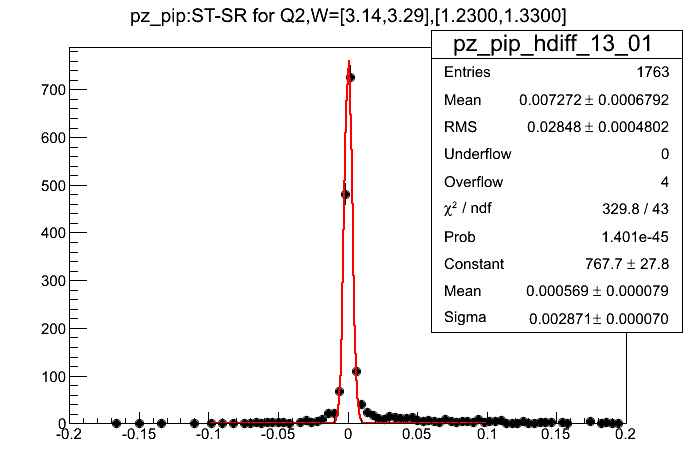 pz_pip:ST-SR for Q2,W=[3.14,3.29],[1.2300,1.3300]
pz_pip_hdiff_13_01
Entries 1763
Mean 0.007272 ± 0.0006792
RMS 0.02848 ± 0.0004802
Underflow 0
Overflow 4
χ² / ndf 329.8 / 43
Prob 1.401e-45
Constant 767.7 ± 27.8
Mean 0.000569 ± 0.000079
Sigma 0.002871 ± 0.000070
700
600
500
400
300
200
100
0
-0.2 -0.15 -0.1 -0.05 0 0.05 0.1 0.15 0.2